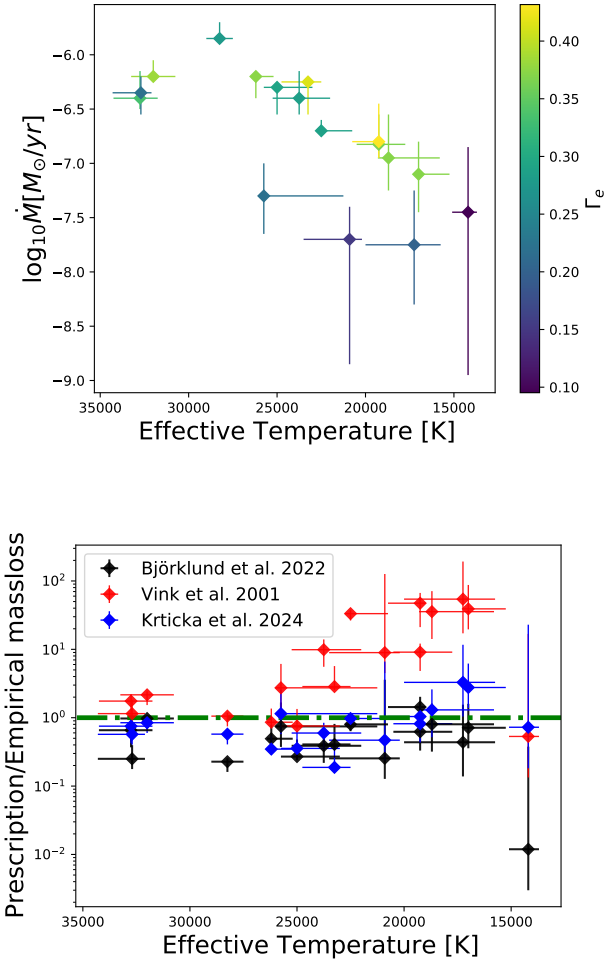 −6.0
−6.5
−7.0
−7.5
−8.0
−8.5
−9.0
log₁₀Ṁ[M⊙/yr]
35000 30000 25000 20000 15000
Effective Temperature [K]
0.40
0.35
0.30
0.25
0.20
0.15
0.10
Γₑ
Björklund et al. 2022
Vink et al. 2001
Krticka et al. 2024
10²
10¹
10⁰
10⁻¹
10⁻²
Prescription/Empirical massloss
35000 30000 25000 20000 15000
Effective Temperature [K]